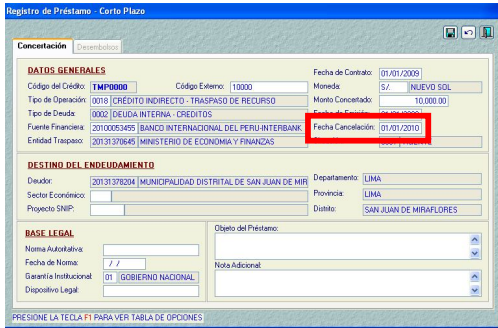 Registro de Préstamo - Corto Plazo
Concertación Desembolsos
DATOS GENERALES
Fecha de Contrato: 01/01/2009
Código del Crédito: TMP0000 Código Externo: 10000 Moneda: S/. NUEVO SOL
Tipo de Operación: 0018 CRÉDITO INDIRECTO - TRASPASO DE RECURSO Monto Concertado: 10,000.00
Tipo de Deuda: 0002 DEUDA INTERNA - CREDITOS
Fuente Financiera: 20100053455 BANCO INTERNACIONAL DEL PERU-INTERBANK Fecha Cancelación: 01/01/2010
Entidad Traspaso: 20131370645 MINISTERIO DE ECONOMIA Y FINANZAS
DESTINO DEL ENDEUDAMIENTO
Deudor: 20131378204 MUNICIPALIDAD DISTRITAL DE SAN JUAN DE MIR Departamento: LIMA
Sector Económico: Provincia: LIMA
Proyecto SNIP: Distrito: SAN JUAN DE MIRAFLORES
BASE LEGAL
Objeto del Préstamo:
Norma Autoritativa:
Fecha de Norma: / /
Nota Adicional:
Garantía Institucional: 01 GOBIERNO NACIONAL
Dispositivo Legal:
PRESIONE LA TECLA F1 PARA VER TABLA DE OPCIONES